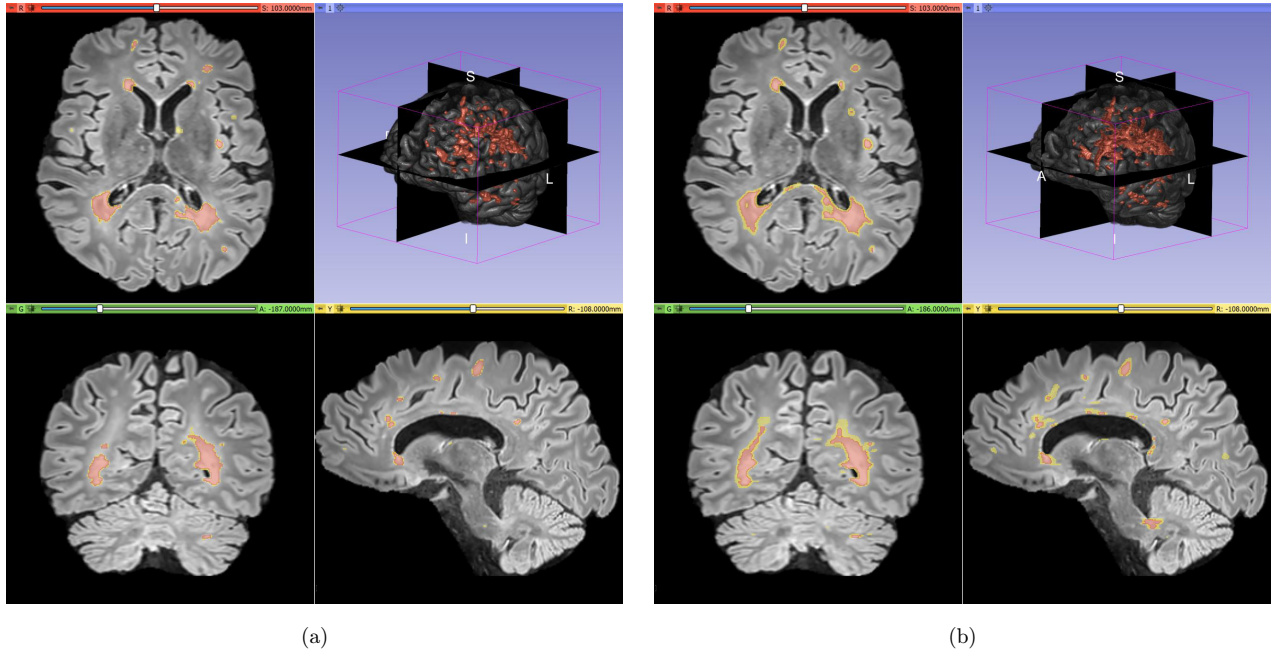 R S: 103.0000mm
1
S
r
L
I
G A: -187.0000mm
Y R: -108.0000mm
(a)
R S: 103.0000mm
1
S
A
L
I
G A: -186.0000mm
Y R: -108.0000mm
(b)